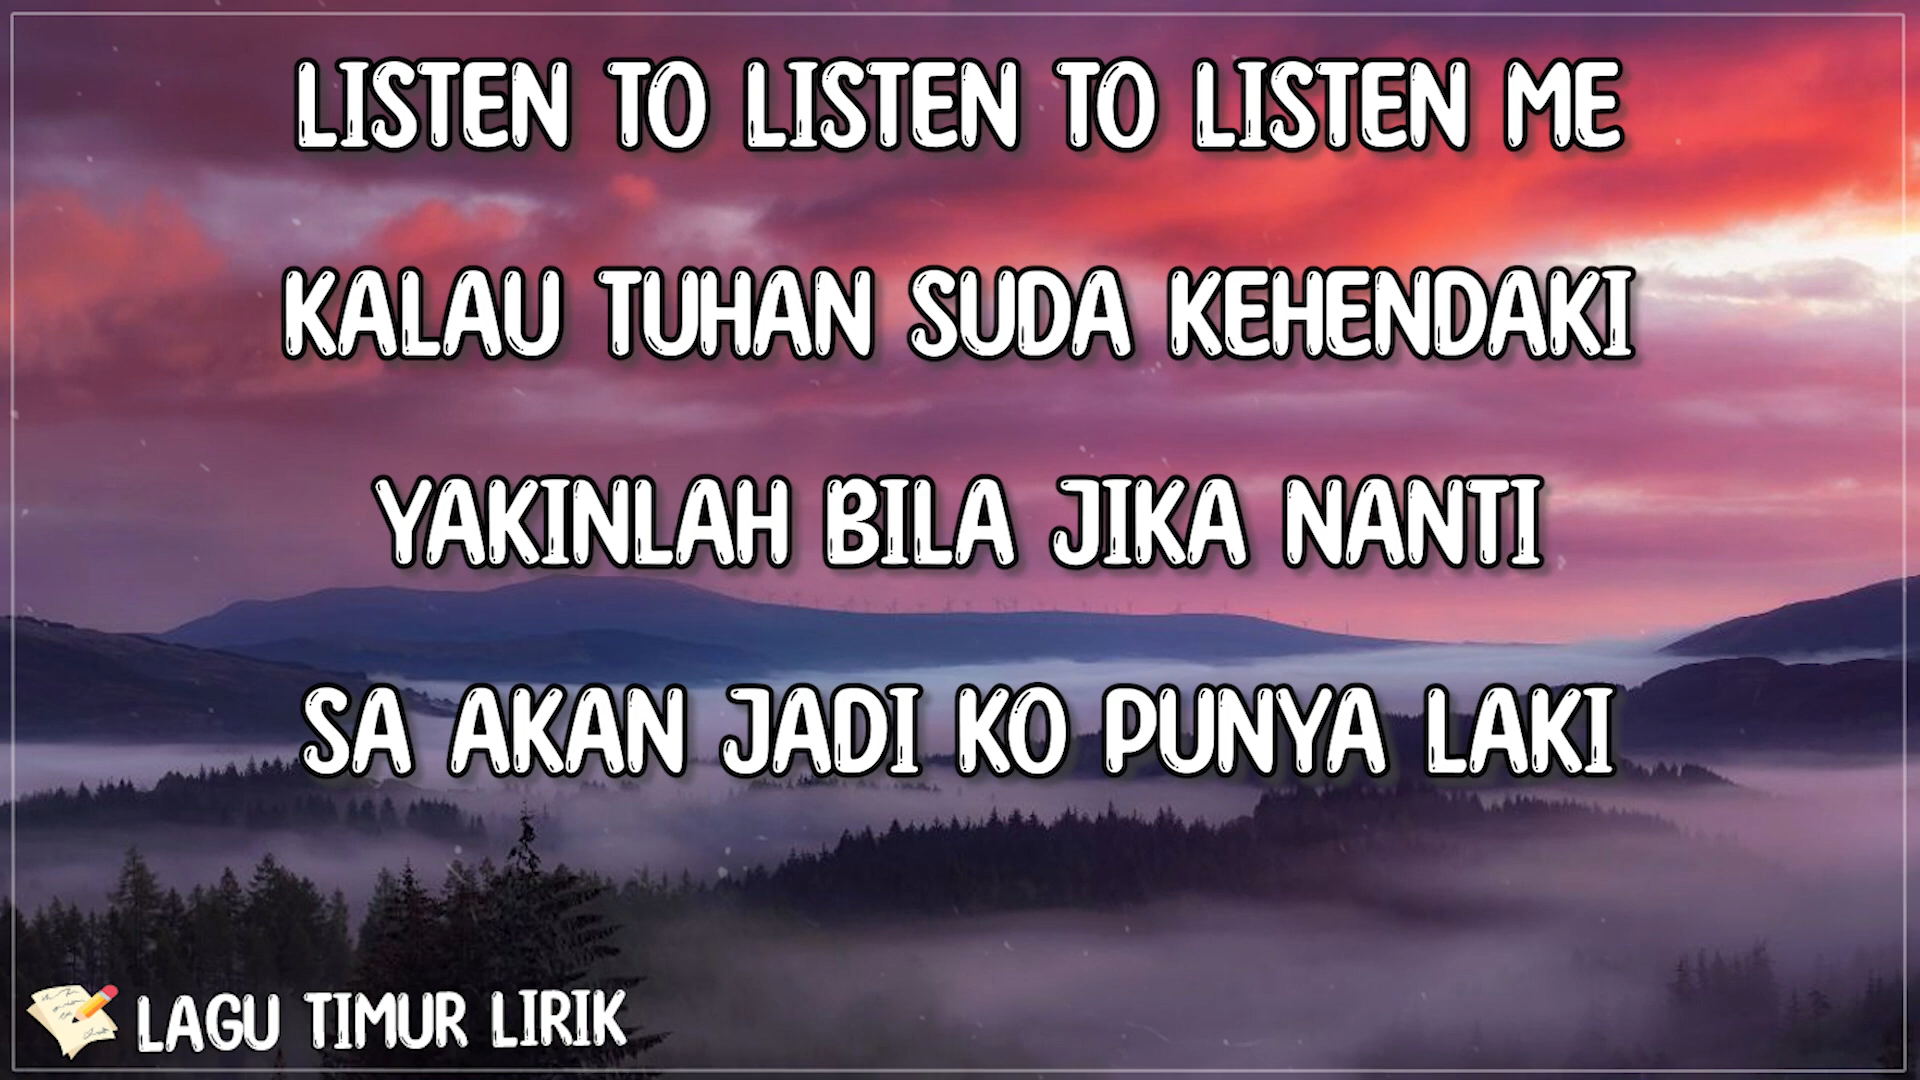 LISTEN TO LISTEN TO LISTEN ME
KALAU TUHAN SUDA KEHENDAKI
YAKINLAH BILA JIKA NANTI
SA AKAN JADI KO PUNYA LAKI
LAGU TIMUR LIRIK